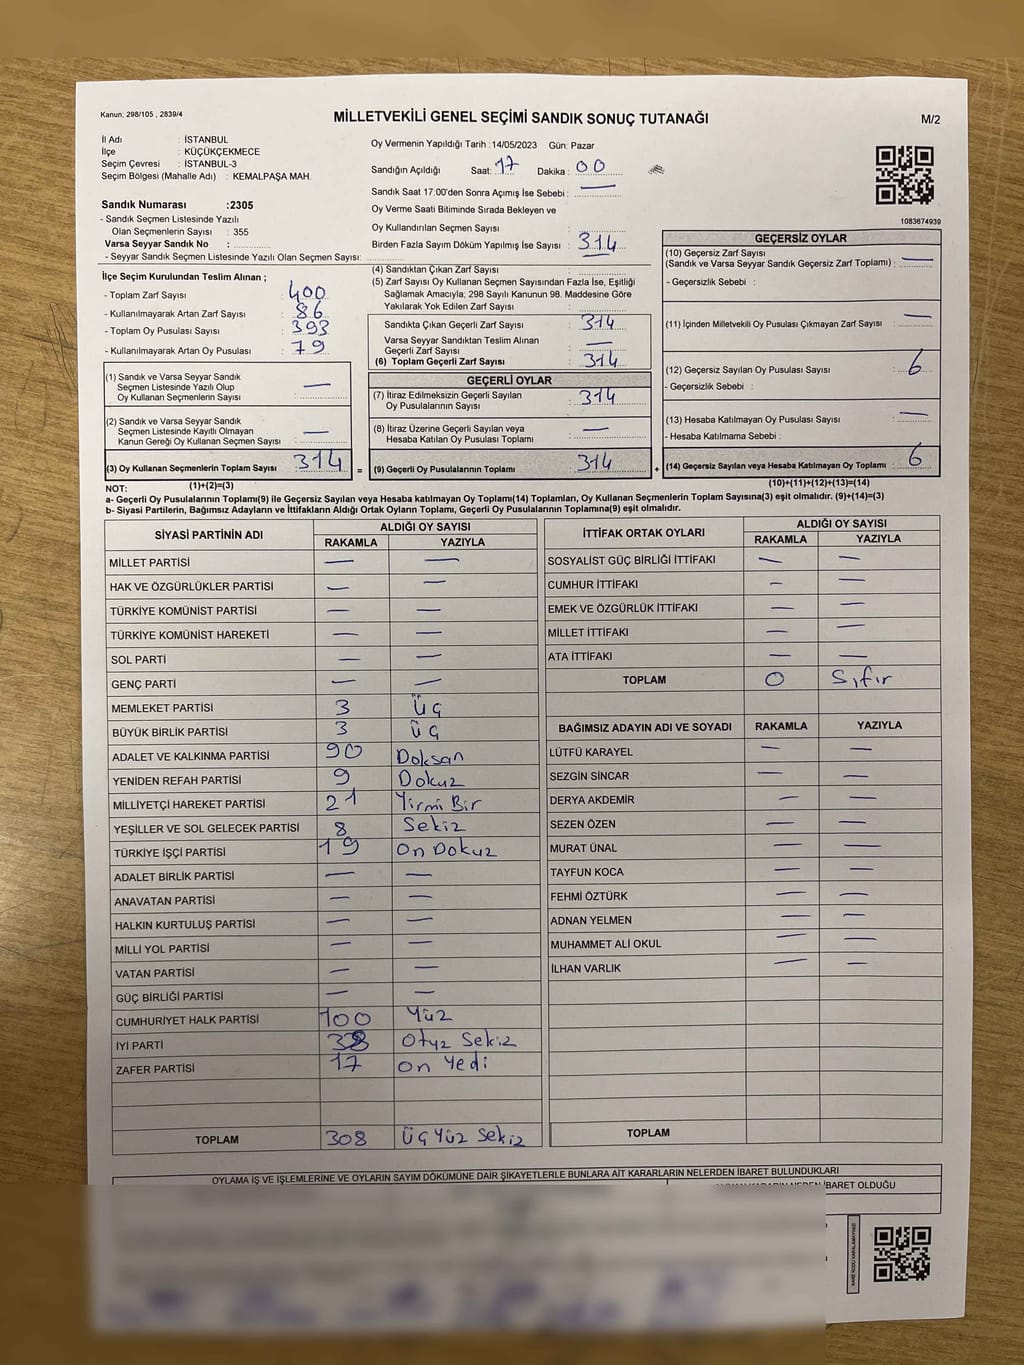 Kanun; 298/105 , 2839/4
MİLLETVEKİLİ GENEL SEÇİMİ SANDIK SONUÇ TUTANAĞI
M/2
İl Adı : İSTANBUL
İlçe : KÜÇÜKÇEKMECE
Seçim Çevresi : İSTANBUL-3
Seçim Bölgesi (Mahalle Adı) : KEMALPAŞA MAH.
Sandık Numarası :2305
- Sandık Seçmen Listesinde Yazılı
Olan Seçmenlerin Sayısı : 355
Varsa Seyyar Sandık No :
- Seyyar Sandık Seçmen Listesinde Yazılı Olan Seçmen Sayısı:
Oy Vermenin Yapıldığı Tarih :14/05/2023 Gün: Pazar
Sandığın Açıldığı Saat: 17 Dakika : 00
Sandık Saat 17:00'den Sonra Açımış İse Sebebi : —
Oy Verme Saati Bitiminde Sırada Bekleyen ve
Oy Kullandırılan Seçmen Sayısı :
Birden Fazla Sayım Döküm Yapılmış İse Sayısı : 314
1083674939
İlçe Seçim Kurulundan Teslim Alınan ;
- Toplam Zarf Sayısı : 400
- Kullanılmayarak Artan Zarf Sayısı : 86
- Toplam Oy Pusulası Sayısı : 393
- Kullanılmayarak Artan Oy Pusulası : 79
(1) Sandık ve Varsa Seyyar Sandık
Seçmen Listesinde Yazılı Olup
Oy Kullanan Seçmenlerin Sayısı : —
(2) Sandık ve Varsa Seyyar Sandık
Seçmen Listesinde Kayıtlı Olmayan
Kanun Gereği Oy Kullanan Seçmen Sayısı : —
(3) Oy Kullanan Seçmenlerin Toplam Sayısı : 314 =
(1)+(2)=(3)
(4) Sandıktan Çıkan Zarf Sayısı :
(5) Zarf Sayısı Oy Kullanan Seçmen Sayısından Fazla İse, Eşitliği
Sağlamak Amacıyla; 298 Sayılı Kanunun 98. Maddesine Göre
Yakılarak Yok Edilen Zarf Sayısı :
Sandıkta Çıkan Geçerli Zarf Sayısı : 314
Varsa Seyyar Sandıktan Teslim Alınan
Geçerli Zarf Sayısı : —
(6) Toplam Geçerli Zarf Sayısı : 314
GEÇERLİ OYLAR
(7) İtiraz Edilmeksizin Geçerli Sayılan
Oy Pusulalarının Sayısı : 314
(8) İtiraz Üzerine Geçerli Sayılan veya
Hesaba Katılan Oy Pusulası Toplamı : —
(9) Geçerli Oy Pusulalarının Toplamı : 314 +
GEÇERSİZ OYLAR
(10) Geçersiz Zarf Sayısı
(Sandık ve Varsa Seyyar Sandık Geçersiz Zarf Toplamı) : —
- Geçersizlik Sebebi :
(11) İçinden Milletvekili Oy Pusulası Çıkmayan Zarf Sayısı : —
(12) Geçersiz Sayılan Oy Pusulası Sayısı : 6
- Geçersizlik Sebebi :
(13) Hesaba Katılmayan Oy Pusulası Sayısı : —
- Hesaba Katılmama Sebebi :
(14) Geçersiz Sayılan veya Hesaba Katılmayan Oy Toplamı : 6
(10)+(11)+(12)+(13)=(14)
NOT:
a- Geçerli Oy Pusulalarının Toplamı(9) ile Geçersiz Sayılan veya Hesaba katılmayan Oy Toplamı(14) Toplamları, Oy Kullanan Seçmenlerin Toplam Sayısına(3) eşit olmalıdır. (9)+(14)=(3)
b- Siyasi Partilerin, Bağımsız Adayların ve İttifakların Aldığı Ortak Oyların Toplamı, Geçerli Oy Pusulalarının Toplamına(9) eşit olmalıdır.
SİYASİ PARTİNİN ADI ALDIĞI OY SAYISI
RAKAMLA YAZIYLA
MİLLET PARTİSİ — —
HAK VE ÖZGÜRLÜKLER PARTİSİ — —
TÜRKİYE KOMÜNİST PARTİSİ — —
TÜRKİYE KOMÜNİST HAREKETİ — —
SOL PARTİ — —
GENÇ PARTİ — —
MEMLEKET PARTİSİ 3 Üç
BÜYÜK BİRLİK PARTİSİ 3 Üç
ADALET VE KALKINMA PARTİSİ 90 Doksan
YENİDEN REFAH PARTİSİ 9 Dokuz
MİLLİYETÇİ HAREKET PARTİSİ 21 Yirmi Bir
YEŞİLLER VE SOL GELECEK PARTİSİ 8 Sekiz
TÜRKİYE İŞÇİ PARTİSİ 19 On Dokuz
ADALET BİRLİK PARTİSİ — —
ANAVATAN PARTİSİ — —
HALKIN KURTULUŞ PARTİSİ — —
MİLLİ YOL PARTİSİ — —
VATAN PARTİSİ — —
GÜÇ BİRLİĞİ PARTİSİ — —
CUMHURİYET HALK PARTİSİ 100 Yüz
İYİ PARTİ 38 Otuz Sekiz
ZAFER PARTİSİ 17 On Yedi
TOPLAM 308 Üç Yüz Sekiz
İTTİFAK ORTAK OYLARI ALDIĞI OY SAYISI
RAKAMLA YAZIYLA
SOSYALİST GÜÇ BİRLİĞİ İTTİFAKI — —
CUMHUR İTTİFAKI — —
EMEK VE ÖZGÜRLÜK İTTİFAKI — —
MİLLET İTTİFAKI — —
ATA İTTİFAKI — —
TOPLAM 0 Sıfır
BAĞIMSIZ ADAYIN ADI VE SOYADI RAKAMLA YAZIYLA
LÜTFÜ KARAYEL — —
SEZGİN SİNCAR — —
DERYA AKDEMİR — —
SEZEN ÖZEN — —
MURAT ÜNAL — —
TAYFUN KOCA — —
FEHMİ ÖZTÜRK — —
ADNAN YELMEN — —
MUHAMMET ALİ OKUL — —
İLHAN VARLIK — —
TOPLAM
OYLAMA İŞ VE İŞLEMLERİNE VE OYLARIN SAYIM DÖKÜMÜNE DAİR ŞİKAYETLERLE BUNLARA AİT KARARLARIN NELERDEN İBARET BULUNDUKLARI
İBARET OLDUĞU